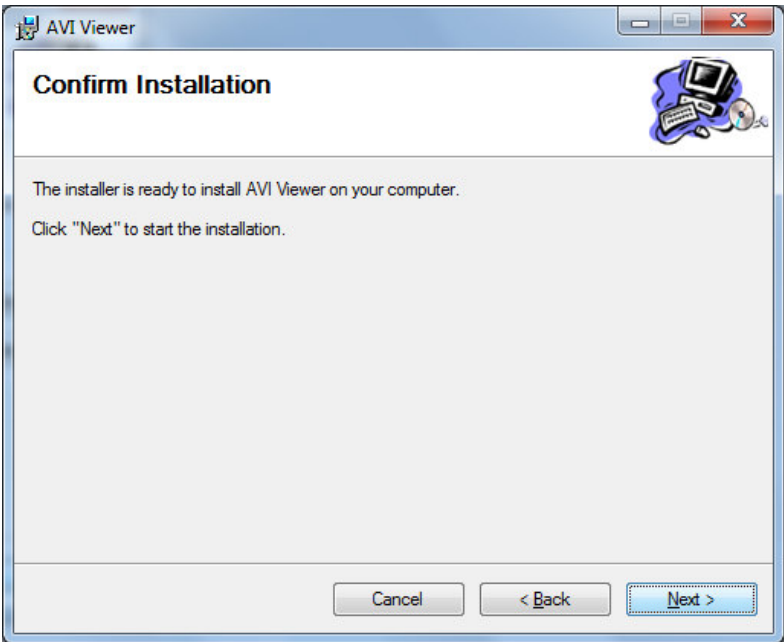 AVI Viewer
Confirm Installation
The installer is ready to install AVI Viewer on your computer.
Click "Next" to start the installation.
Cancel
< Back
Next >